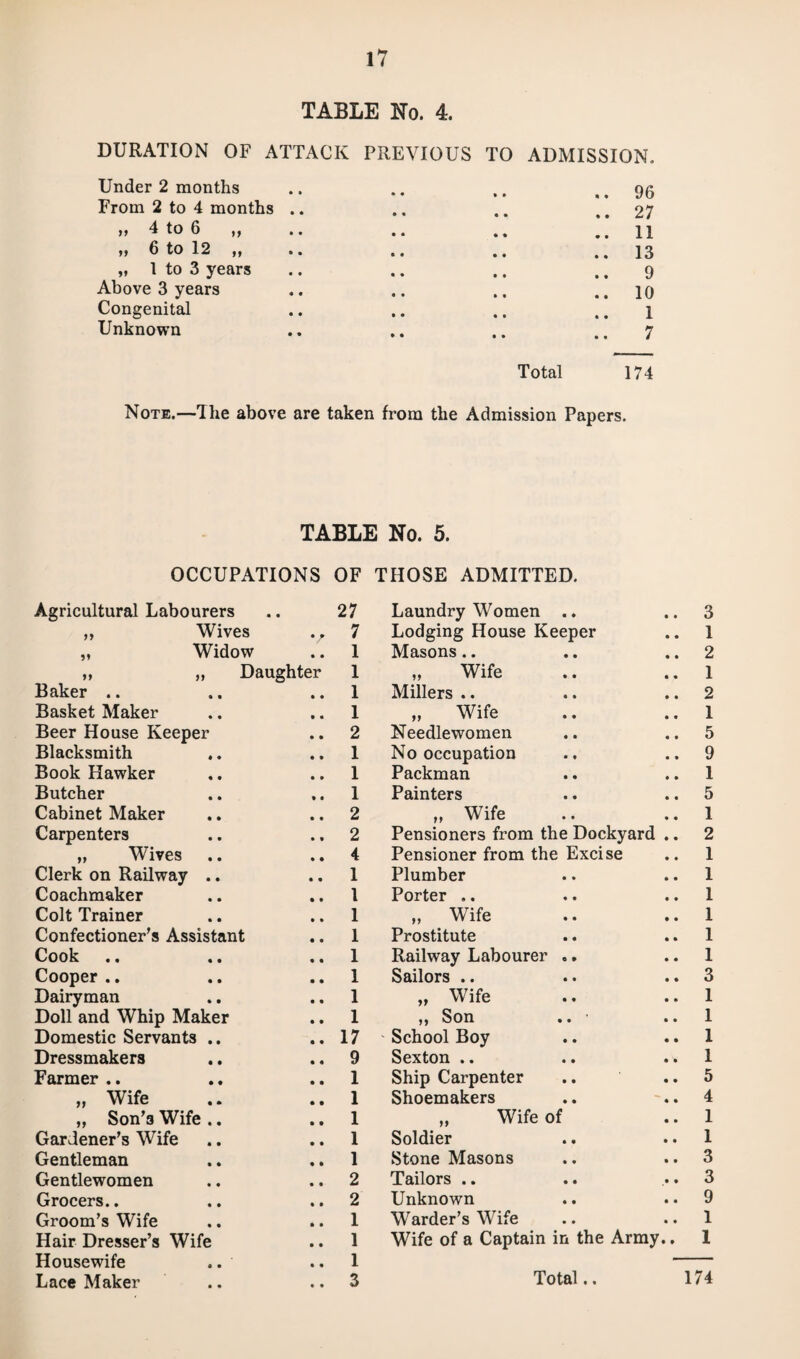 17
TABLE No. 4.
DURATION OF ATTACK PREVIOUS TO ADMISSION.
Under 2 months .. .. .. .. 96
From 2 to 4 months .. .. .. .. 27
„ 4 to 6 „ .. .. .. .. 11
„ 6 to 12 „ .. .. .. .. 13
„ 1 to 3 years .. .. .. .. 9
Above 3 years .. .. .. .. 10
Congenital .. .. .. .. 1
Unknown .. .. .. .. 7
Total 174
Note.—The above are taken from the Admission Papers.
TABLE No. 5.
OCCUPATIONS OF THOSE ADMITTED.
Agricultural Labourers .. 27
„ Wives .. 7
„ Widow .. 1
„ „ Daughter 1
Baker .. .. .. 1
Basket Maker .. .. 1
Beer House Keeper .. 2
Blacksmith .. .. 1
Book Hawker .. .. 1
Butcher .. .. 1
Cabinet Maker .. .. 2
Carpenters .. .. 2
„ Wives .. .. 4
Clerk on Railway .. .. 1
Coachmaker .. .. 1
Colt Trainer .. .. 1
Confectioner's Assistant .. 1
Cook .. .. .. 1
Cooper .. .. .. 1
Dairyman .. .. 1
Doll and Whip Maker .. 1
Domestic Servants .. .. 17
Dressmakers .. .. 9
Farmer .. .. .. 1
„ Wife .. .. 1
„ Son's Wife .. .. 1
Gardener's Wife .. .. 1
Gentleman .. .. 1
Gentlewomen .. .. 2
Grocers.. .. .. 2
Groom's Wife .. .. 1
Hair Dresser's Wife .. 1
Housewife .. .. 1
Lace Maker .. .. 3
Laundry Women .. .. 3
Lodging House Keeper .. 1
Masons .. .. .. 2
„ Wife .. .. 1
Millers .. .. .. 2
„ Wife .. .. 1
Needlewomen .. .. 5
No occupation .. .. 9
Packman .. .. 1
Painters .. .. 5
„ Wife .. .. 1
Pensioners from the Dockyard .. 2
Pensioner from the Excise .. 1
Plumber .. .. 1
Porter .. .. .. 1
„ Wife .. .. 1
Prostitute .. .. 1
Railway Labourer .. .. 1
Sailors .. .. .. 3
„ Wife .. .. 1
„ Son .. .. 1
School Boy .. .. 1
Sexton .. .. .. 1
Ship Carpenter .. .. 5
Shoemakers .. .. 4
„ Wife of .. 1
Soldier .. .. 1
Stone Masons .. .. 3
Tailors .. .. .. 3
Unknown .. .. 9
Warder's Wife .. .. 1
Wife of a Captain in the Army.. 1
Total .. 174